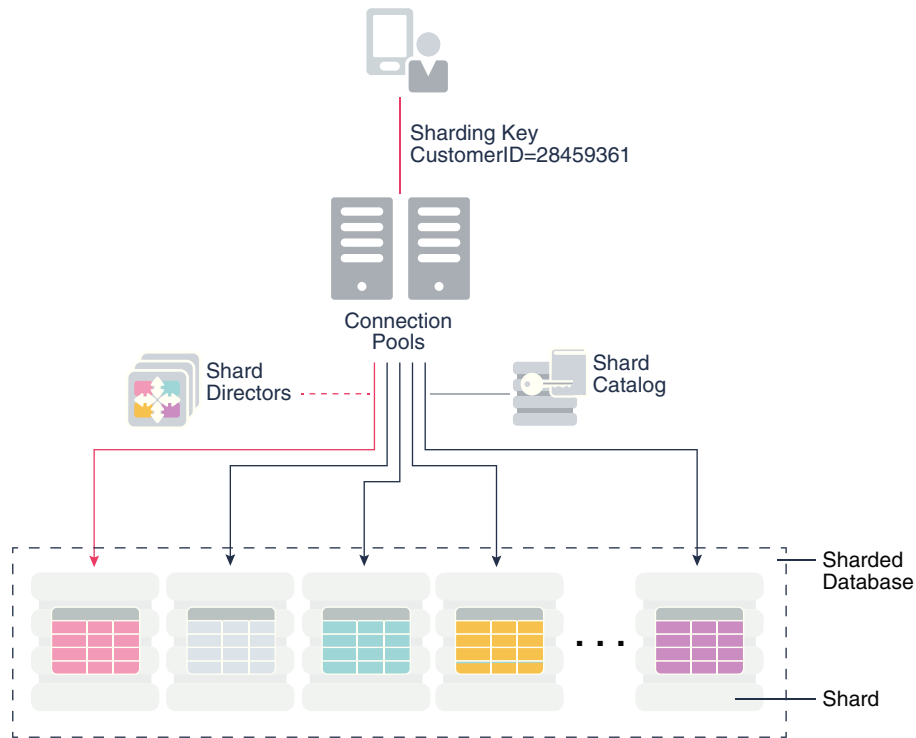 Sharding Key
CustomerID=28459361
Connection
Pools
Shard
Directors
Shard
Catalog
Sharded
Database
. . .
Shard